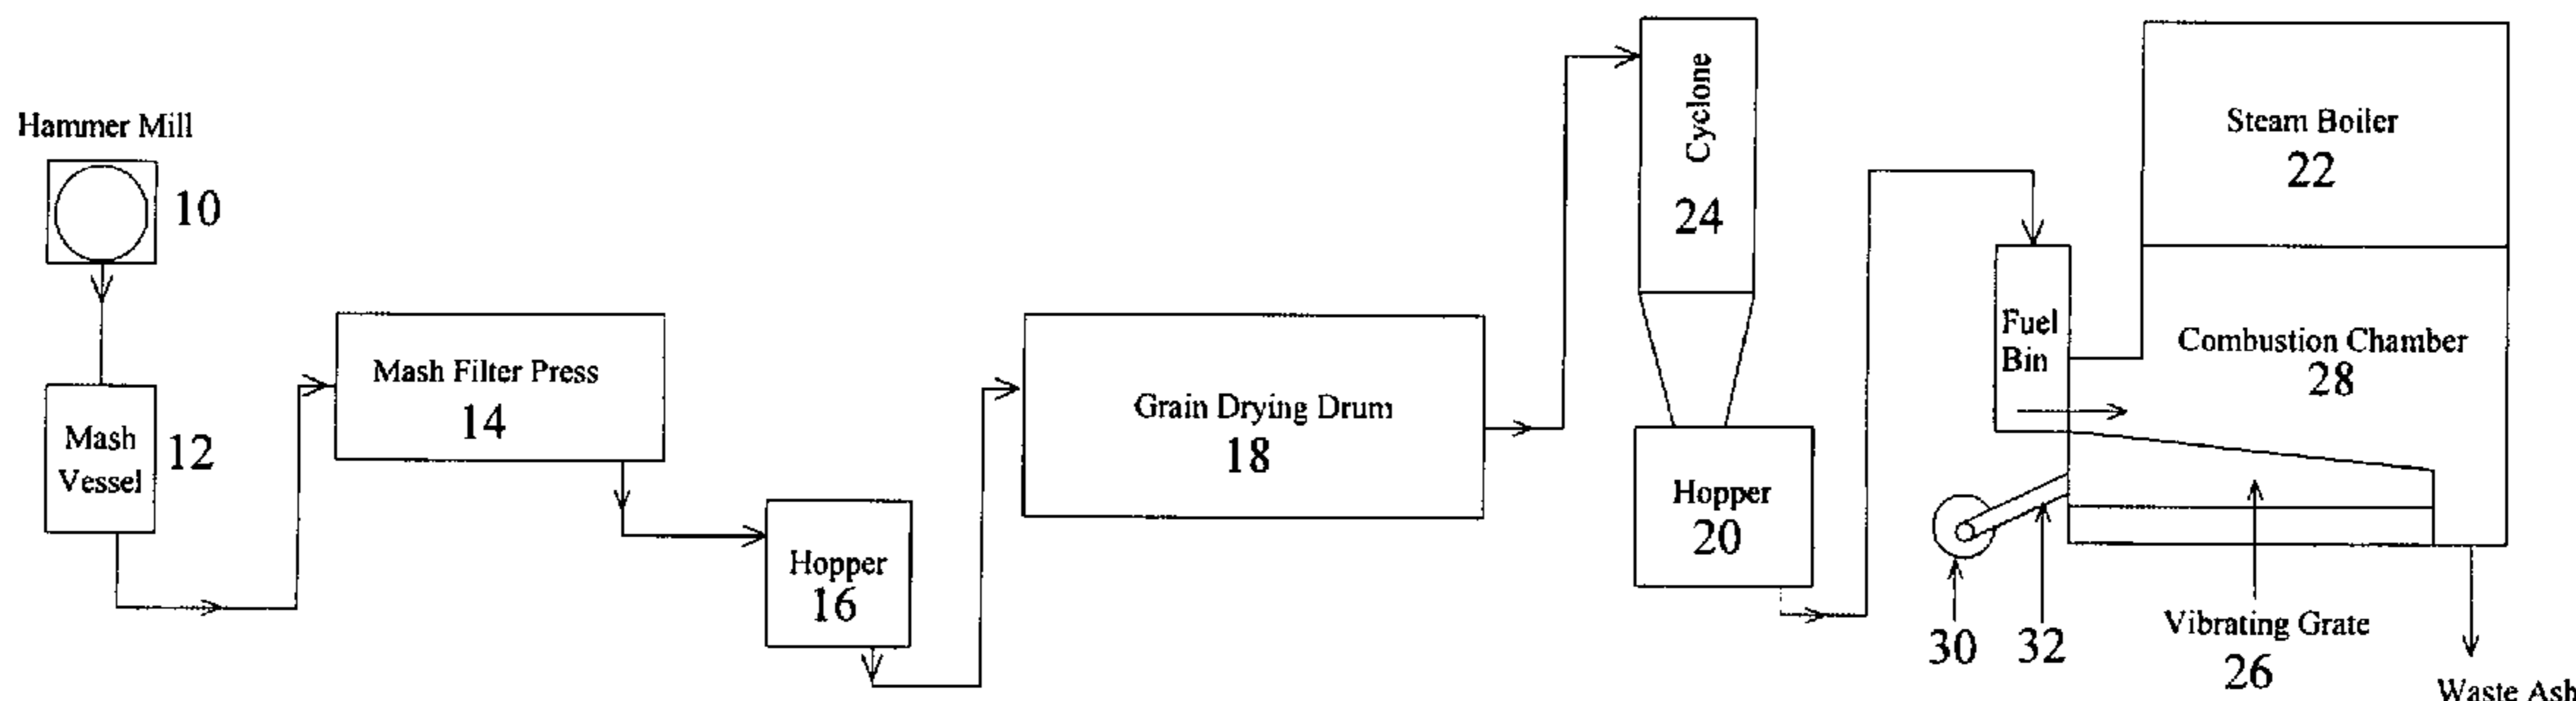 Hammer Mill
10
Mash
Vessel
12
Mash Filter Press
14
Hopper
16
Grain Drying Drum
18
Cyclone
24
Hopper
20
Fuel
Bin
Steam Boiler
22
Combustion Chamber
28
30
32
Vibrating Grate
26
Waste Ash